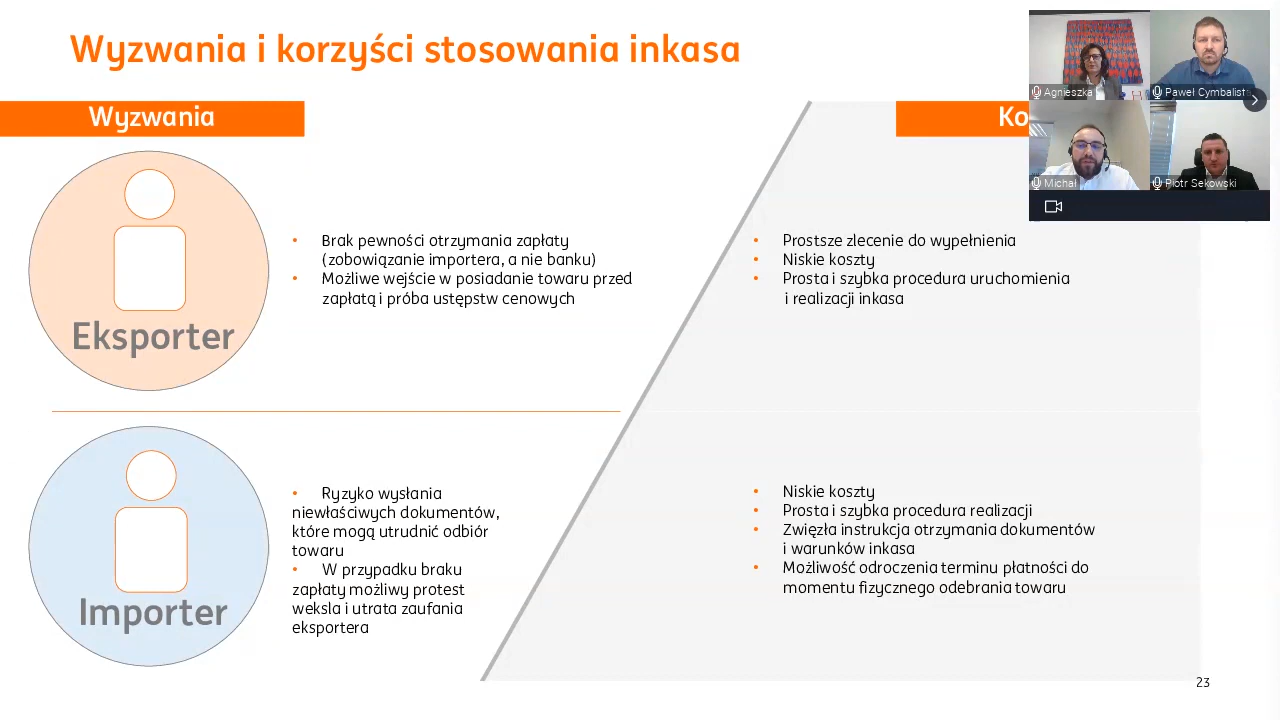 Wyzwania i korzyści stosowania inkasa
Wyzwania
Ko
Agnieszka
Paweł Cymbalist
Michał
Piotr Sekowski
Eksporter
• Brak pewności otrzymania zapłaty
(zobowiązanie importera, a nie banku)
• Możliwe wejście w posiadanie towaru przed
zapłatą i próba ustępstw cenowych
• Prostsze zlecenie do wypełnienia
• Niskie koszty
• Prosta i szybka procedura uruchomienia
i realizacji inkasa
Importer
• Ryzyko wysłania
niewłaściwych dokumentów,
które mogą utrudnić odbiór
towaru
• W przypadku braku
zapłaty możliwy protest
weksla i utrata zaufania
eksportera
• Niskie koszty
• Prosta i szybka procedura realizacji
• Zwięzła instrukcja otrzymania dokumentów
i warunków inkasa
• Możliwość odroczenia terminu płatności do
momentu fizycznego odebrania towaru
23